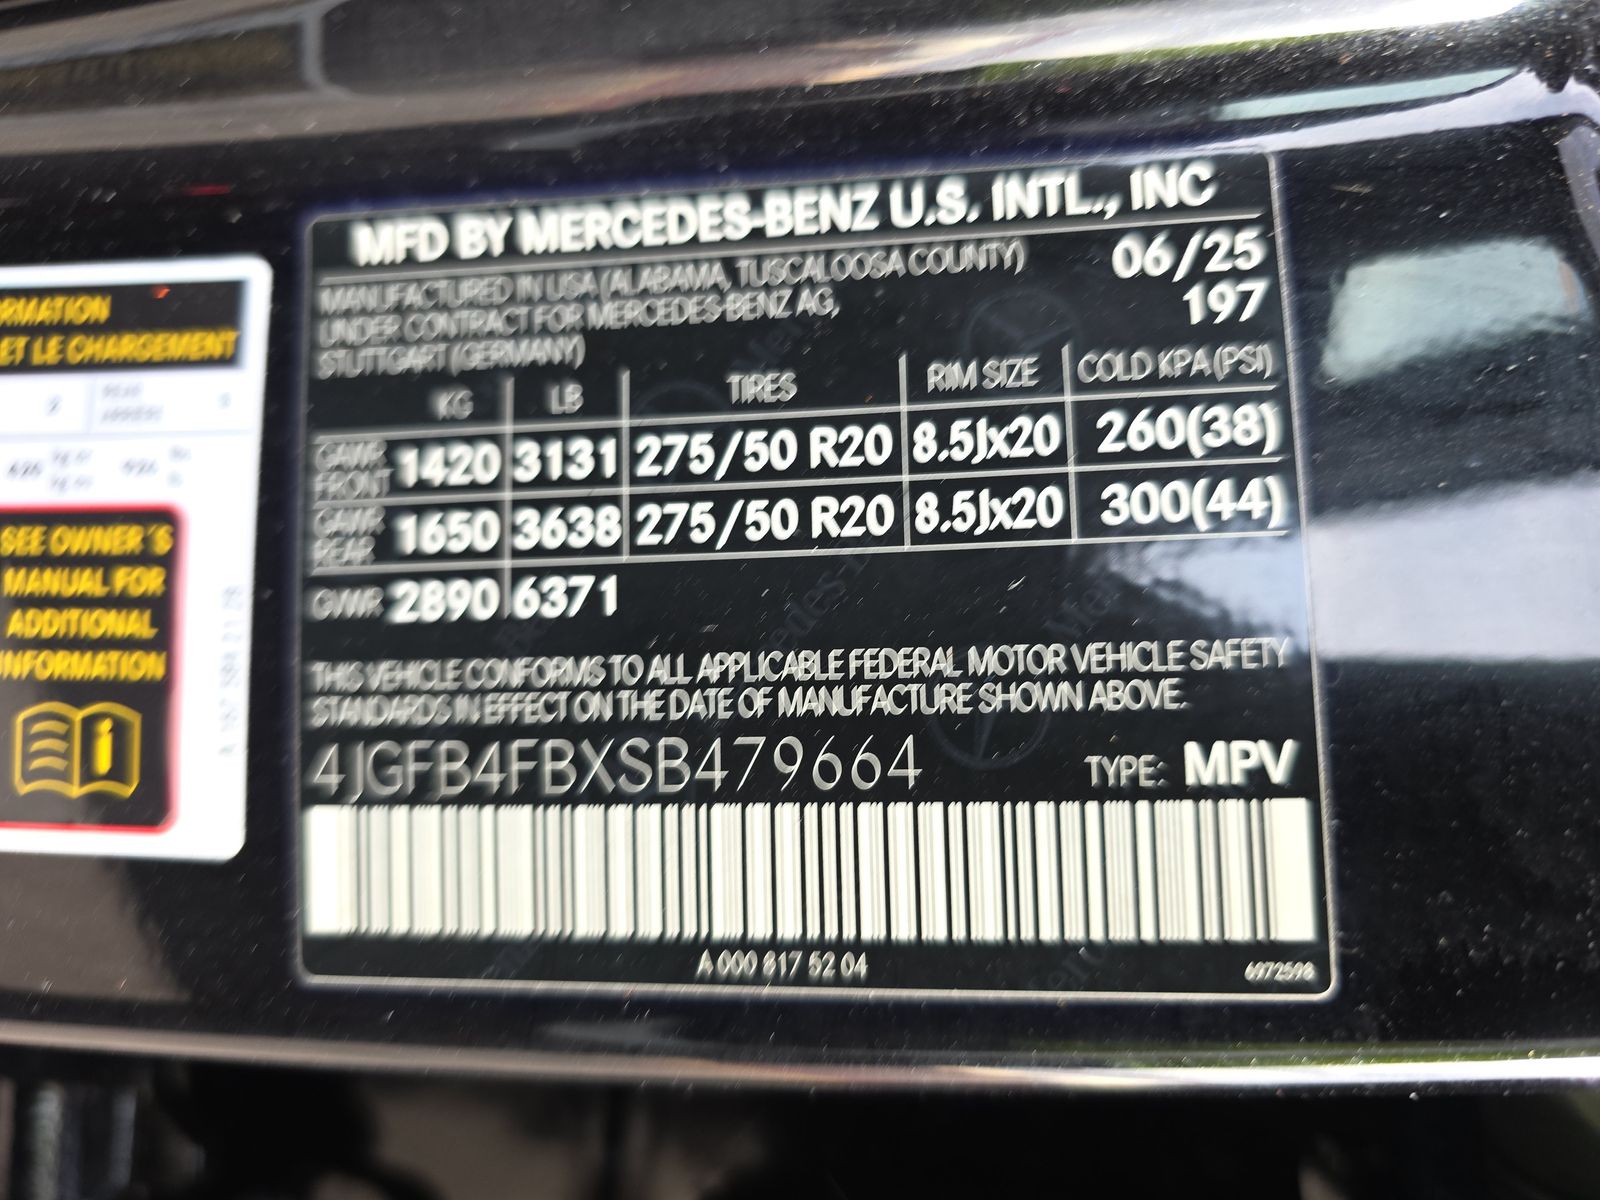 RMATION
ET LE CHARGEMENT
SEE OWNER'S
MANUAL FOR
ADDITIONAL
INFORMATION
MFD BY MERCEDES-BENZ U.S. INTL., INC
MANUFACTURED IN USA (ALABAMA, TUSCALOOSA COUNTY) 06/25
UNDER CONTRACT FOR MERCEDES-BENZ AG, 197
STUTTGART (GERMANY)
KG LB TIRES RIM SIZE COLD KPA (PSI)
GAWR FRONT 1420 3131 275/50 R20 8.5Jx20 260(38)
GAWR REAR 1650 3638 275/50 R20 8.5Jx20 300(44)
GVWR 2890 6371
THIS VEHICLE CONFORMS TO ALL APPLICABLE FEDERAL MOTOR VEHICLE SAFETY
STANDARDS IN EFFECT ON THE DATE OF MANUFACTURE SHOWN ABOVE.
4JGFB4FBXSB479664 TYPE: MPV
A 000 817 52 04 6972598